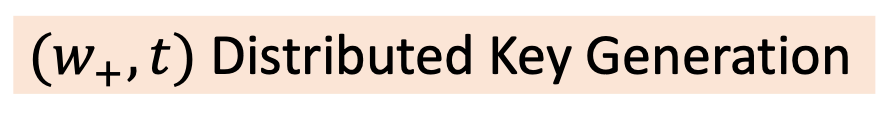 (w₊, t) Distributed Key Generation